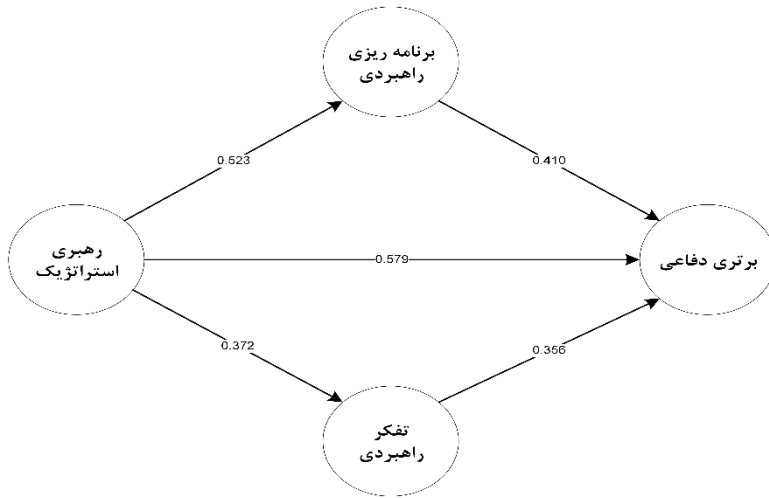 برنامه ریزی
راهبردی
0.523
0.410
رهبری
استراتژیک
0.579
برتری دفاعی
0.372
0.356
تفکر
راهبردی